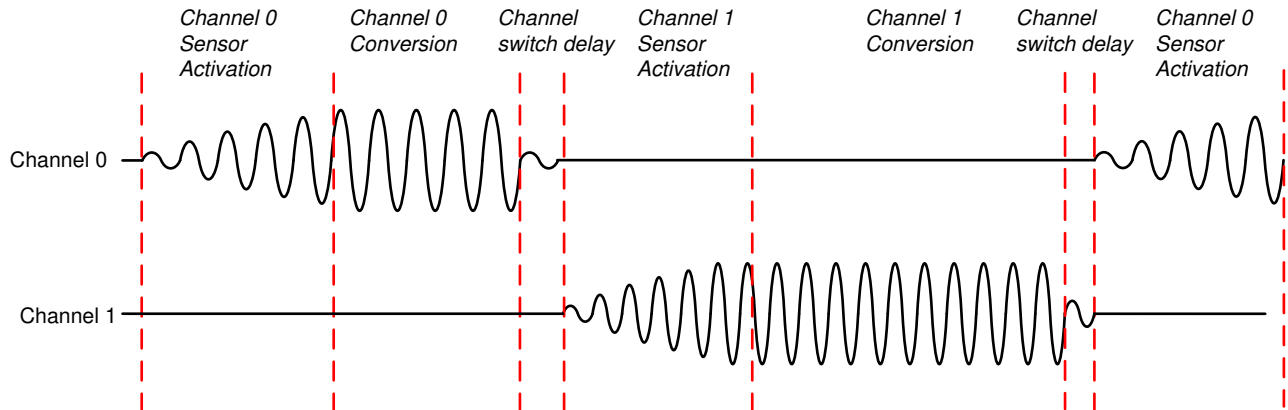 Channel 0
Sensor
Activation
Channel 0
Conversion
Channel
switch delay
Channel 1
Sensor
Activation
Channel 1
Conversion
Channel
switch delay
Channel 0
Sensor
Activation
Channel 0
Channel 1